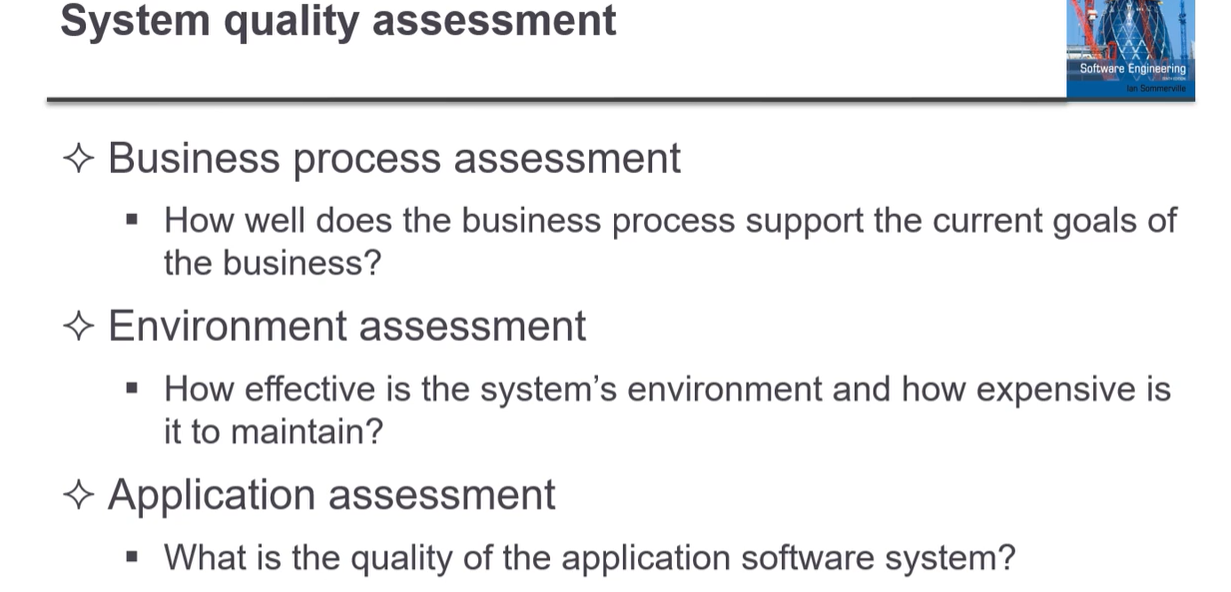 System quality assessment
Software Engineering
Ian Sommerville
✧ Business process assessment
▪ How well does the business process support the current goals of
the business?
✧ Environment assessment
▪ How effective is the system’s environment and how expensive is
it to maintain?
✧ Application assessment
▪ What is the quality of the application software system?